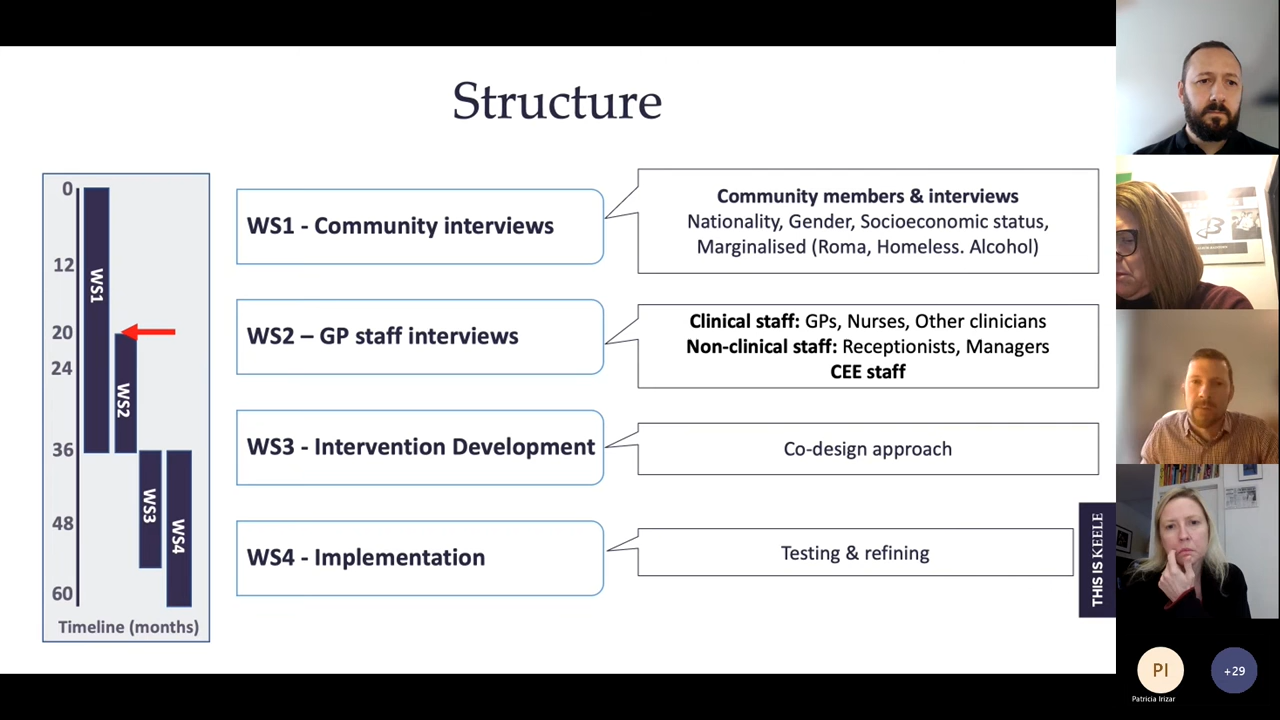 Structure
0
12
20
24
36
48
60
WS1
WS2
WS3
WS4
Timeline (months)
WS1 - Community interviews
Community members & interviews
Nationality, Gender, Socioeconomic status,
Marginalised (Roma, Homeless. Alcohol)
WS2 – GP staff interviews
Clinical staff: GPs, Nurses, Other clinicians
Non-clinical staff: Receptionists, Managers
CEE staff
WS3 - Intervention Development
Co-design approach
WS4 - Implementation
Testing & refining
THIS IS KEELE
PI
Patricia Irizar
+29